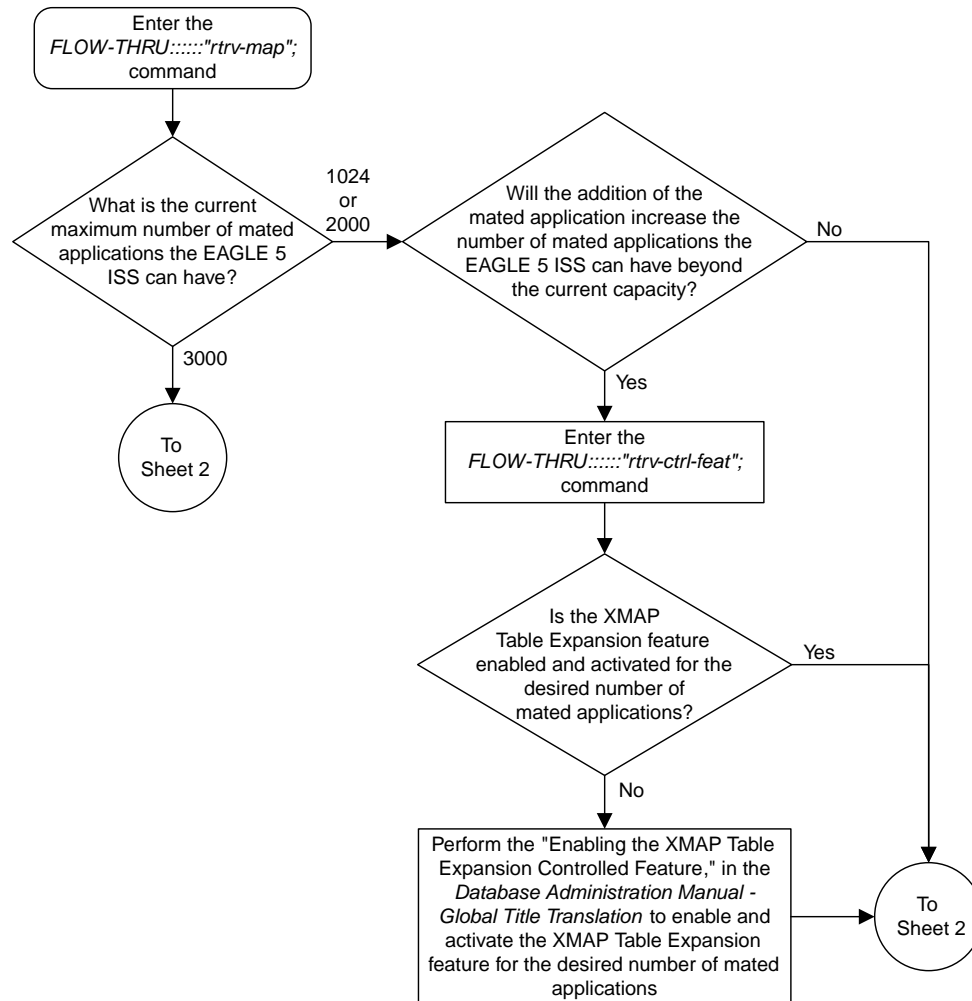 Enter the
FLOW-THRU::::::"rtrv-map";
command
What is the current
maximum number of mated
applications the EAGLE 5
ISS can have?
1024
or
2000
3000
To
Sheet 2
Will the addition of the
mated application increase the
number of mated applications the
EAGLE 5 ISS can have beyond
the current capacity?
No
Yes
Enter the
FLOW-THRU::::::"rtrv-ctrl-feat";
command
Is the XMAP
Table Expansion feature
enabled and activated for the
desired number of
mated applications?
Yes
No
Perform the "Enabling the XMAP Table
Expansion Controlled Feature," in the
Database Administration Manual -
Global Title Translation to enable and
activate the XMAP Table Expansion
feature for the desired number of mated
applications
To
Sheet 2